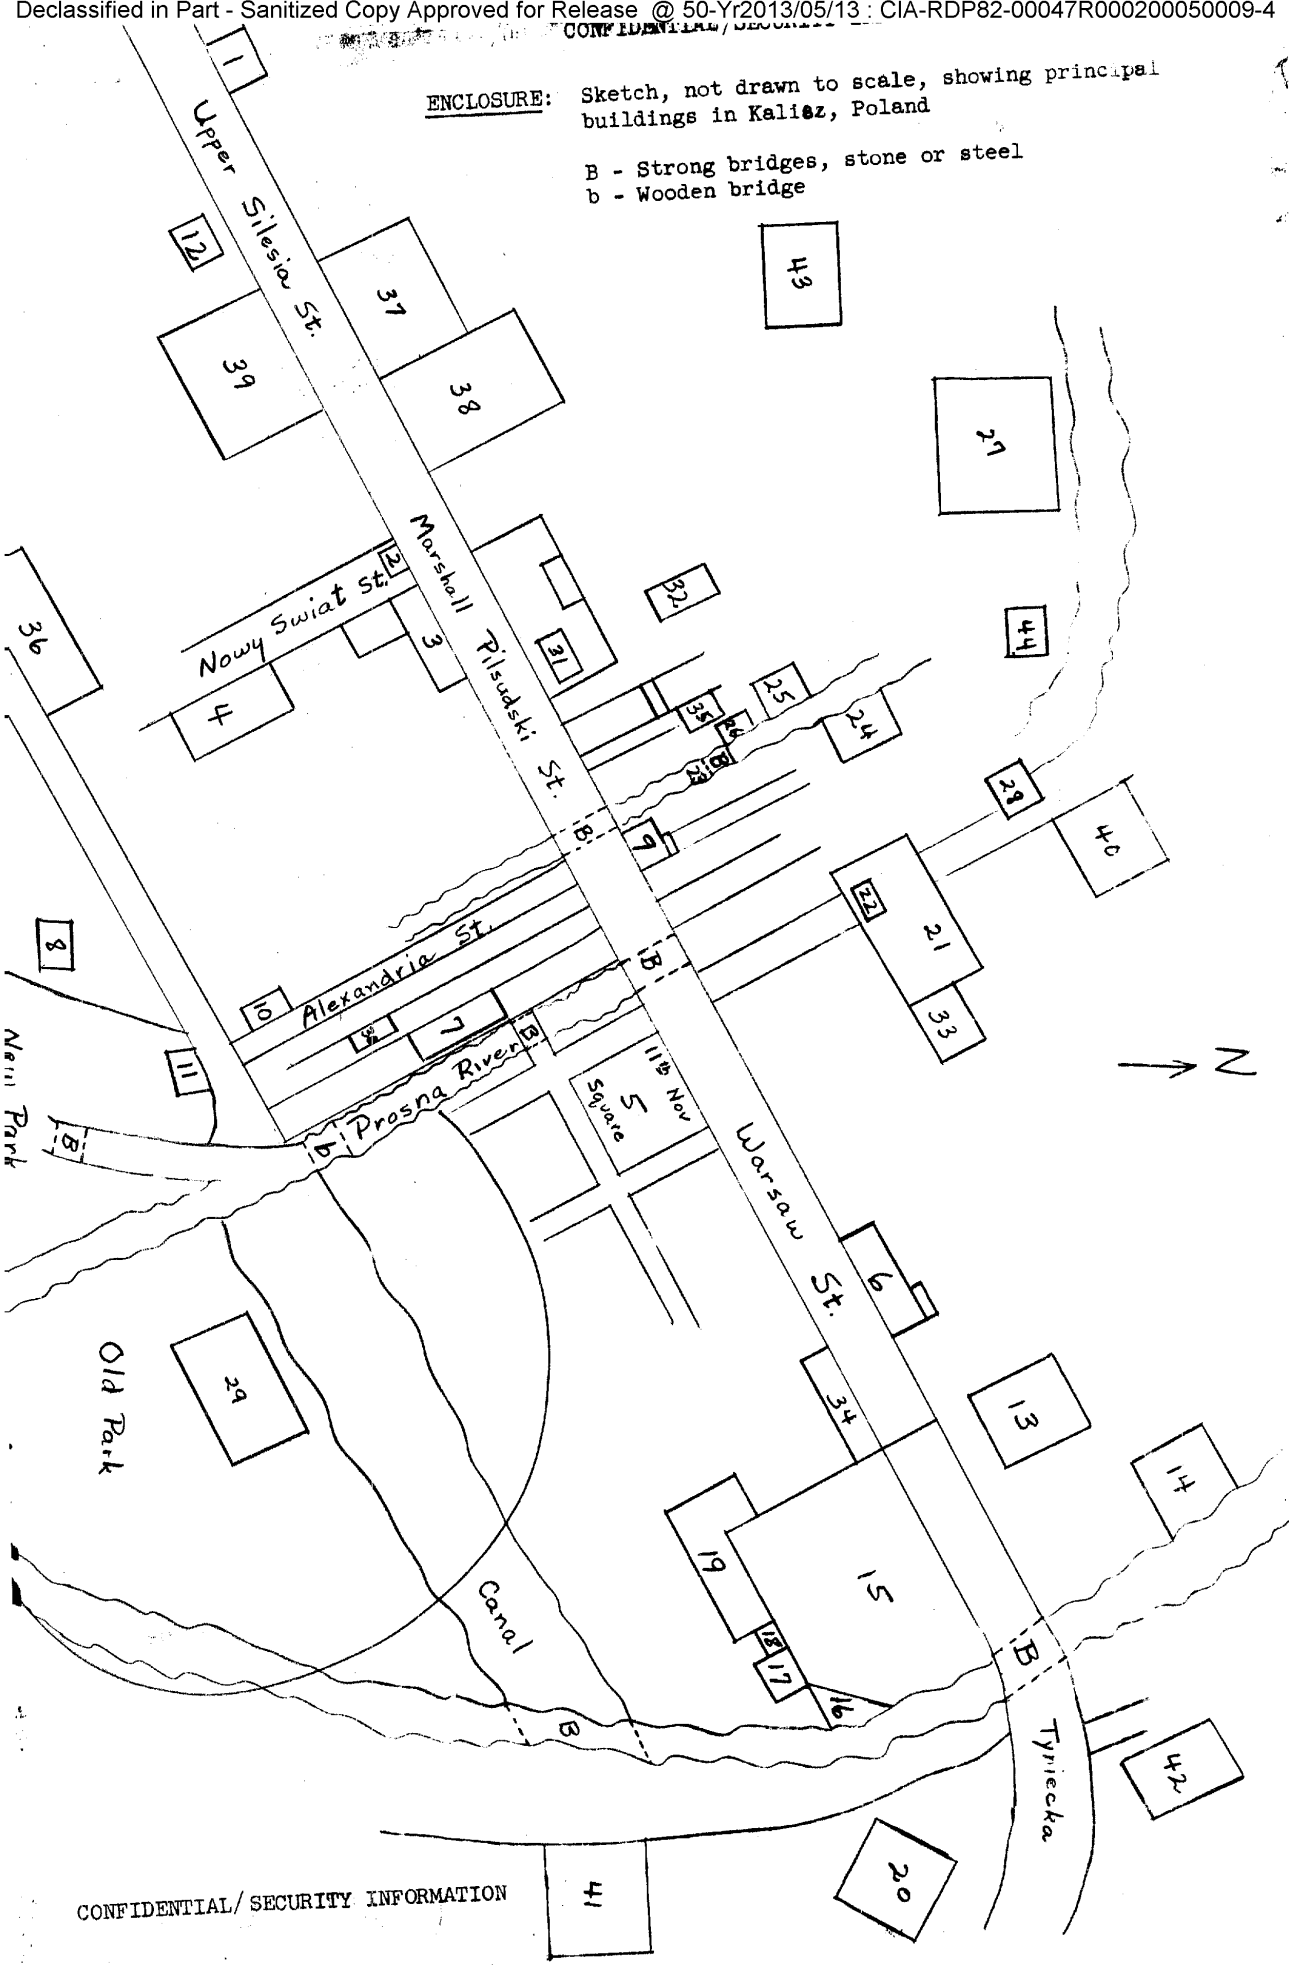 Declassified in Part - Sanitized Copy Approved for Release @ 50-Yr2013/05/13 : CIA-RDP82-00047R000200050009-4
CONFIDENTIAL/SECURITY
ENCLOSURE: Sketch, not drawn to scale, showing principal
buildings in Kalisz, Poland
B - Strong bridges, stone or steel
b - Wooden bridge
1
Upper Silesia St.
12
37
39
38
43
27
Marshall Pilsudski St.
2
Nowy Swiat St.
3
4
36
31
32
44
35
26
25
24
23
B
B
9
28
40
22
21
33
8
Alexandria St.
10
7
B
B
Prosna River
11
11th Nov
5
Square
N
B
b
Park
Warsaw St.
6
Old Park
29
34
13
14
19
15
18
17
16
Canal
B
B
Tyniecka
42
20
41
CONFIDENTIAL/SECURITY INFORMATION